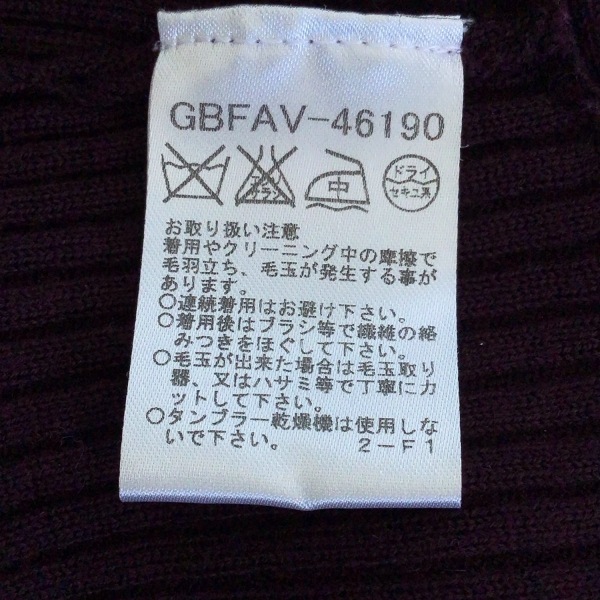 GBFAV-46190
エンソ サラシ 中 ドライ セキユ系
お取り扱い注意
着用やクリーニング中の摩擦で
毛羽立ち、毛玉が発生する事が
あります。
○連続着用はお避け下さい。
○着用後はブラシ等で繊維の絡
みつきをほぐして下さい。
○毛玉が出来た場合は毛玉取り
器、又はハサミ等で丁寧にカ
ットして下さい。
○タンブラー乾燥機は使用しな
いで下さい。 2-F1